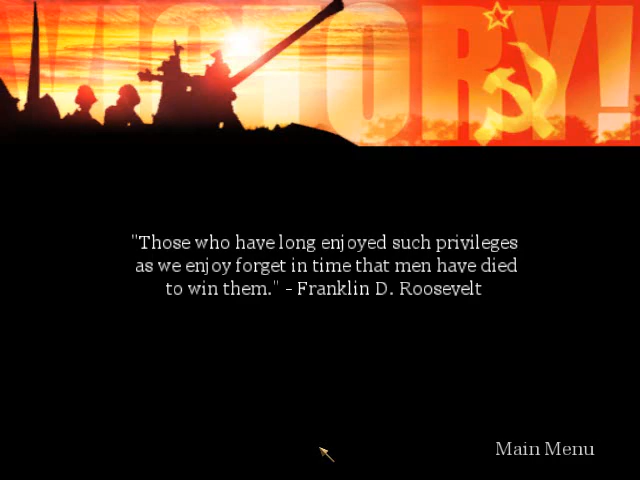 VICTORY!
"Those who have long enjoyed such privileges
as we enjoy forget in time that men have died
to win them." - Franklin D. Roosevelt
Main Menu